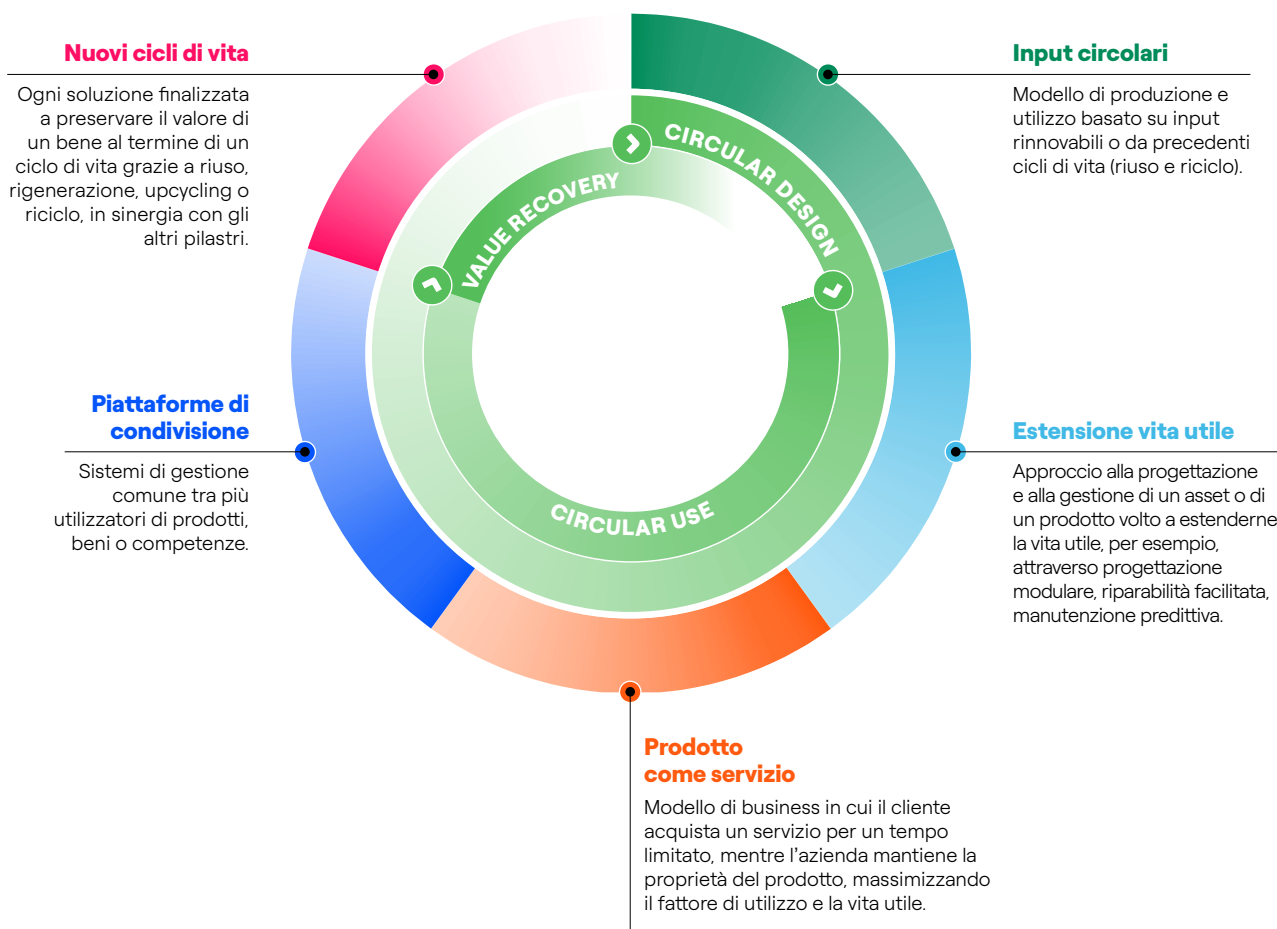 Nuovi cicli di vita
Ogni soluzione finalizzata
a preservare il valore di
un bene al termine di un
ciclo di vita grazie a riuso,
rigenerazione, upcycling o
riciclo, in sinergia con gli
altri pilastri.
Input circolari
Modello di produzione e
utilizzo basato su input
rinnovabili o da precedenti
cicli di vita (riuso e riciclo).
CIRCULAR DESIGN
VALUE RECOVERY
CIRCULAR USE
Piattaforme di
condivisione
Sistemi di gestione
comune tra più
utilizzatori di prodotti,
beni o competenze.
Estensione vita utile
Approccio alla progettazione
e alla gestione di un asset o di
un prodotto volto a estenderne
la vita utile, per esempio,
attraverso progettazione
modulare, riparabilità facilitata,
manutenzione predittiva.
Prodotto
come servizio
Modello di business in cui il cliente
acquista un servizio per un tempo
limitato, mentre l’azienda mantiene la
proprietà del prodotto, massimizzando
il fattore di utilizzo e la vita utile.